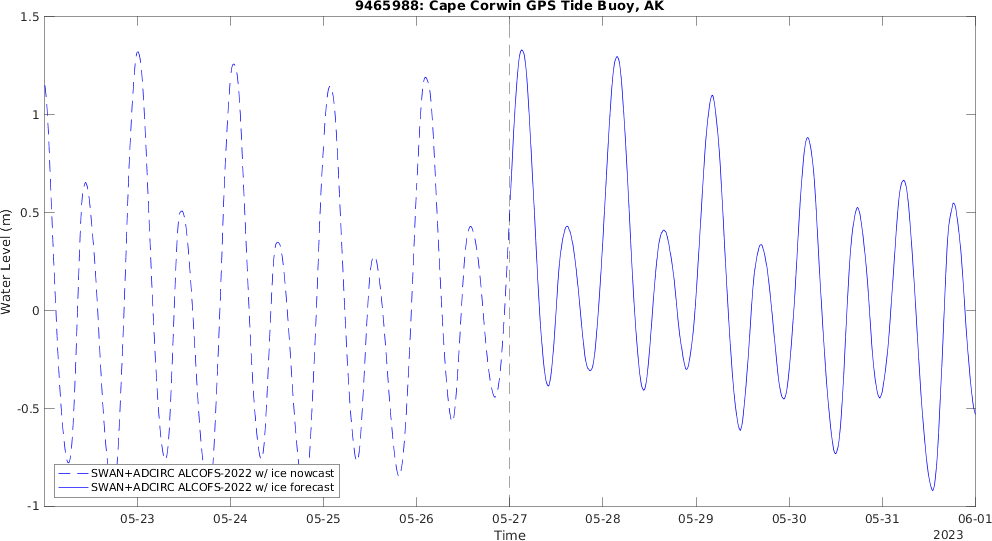 9465988: Cape Corwin GPS Tide Buoy, AK
1.5
1
0.5
0
-0.5
-1
Water Level (m)
SWAN+ADCIRC ALCOFS-2022 w/ ice nowcast
SWAN+ADCIRC ALCOFS-2022 w/ ice forecast
05-23 05-24 05-25 05-26 05-27 05-28 05-29 05-30 05-31 06-01
Time
2023